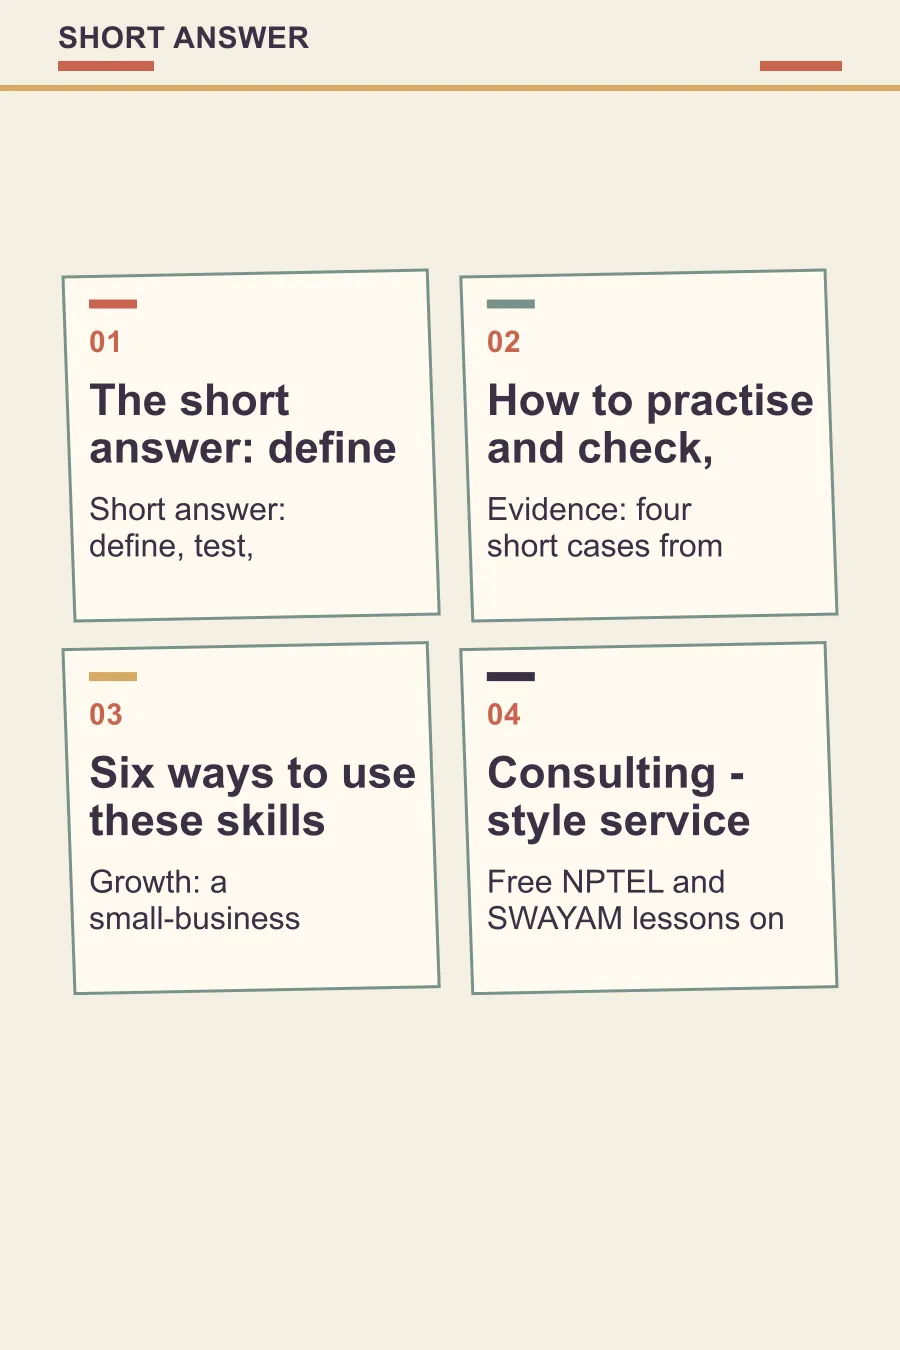 SHORT ANSWER
01
The short
answer: define
Short answer:
define, test,
02
How to practise
and check,
Evidence: four
short cases from
03
Six ways to use
these skills
Growth: a
small-business
04
Consulting -
style service
Free NPTEL and
SWAYAM lessons on